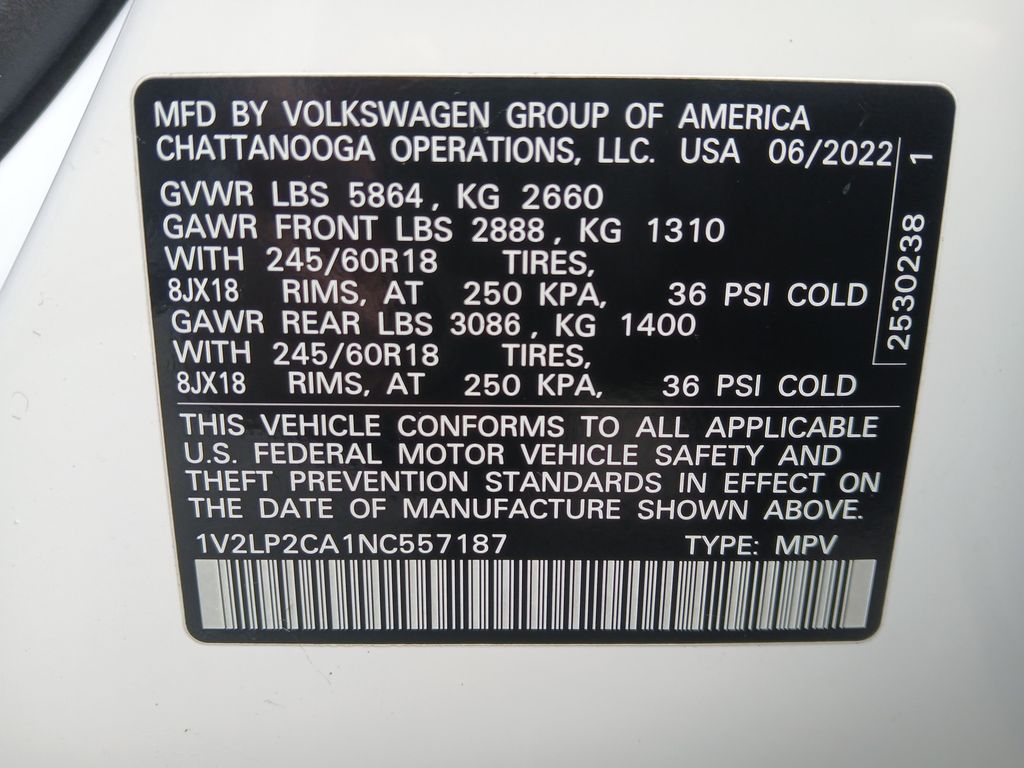 MFD BY VOLKSWAGEN GROUP OF AMERICA
CHATTANOOGA OPERATIONS, LLC. USA 06/2022
GVWR LBS 5864, KG 2660
GAWR FRONT LBS 2888, KG 1310
WITH 245/60R18 TIRES,
8JX18 RIMS, AT 250 KPA, 36 PSI COLD
GAWR REAR LBS 3086, KG 1400
WITH 245/60R18 TIRES,
8JX18 RIMS, AT 250 KPA, 36 PSI COLD
2530238 1
THIS VEHICLE CONFORMS TO ALL APPLICABLE
U.S. FEDERAL MOTOR VEHICLE SAFETY AND
THEFT PREVENTION STANDARDS IN EFFECT ON
THE DATE OF MANUFACTURE SHOWN ABOVE.
1V2LP2CA1NC557187 TYPE: MPV